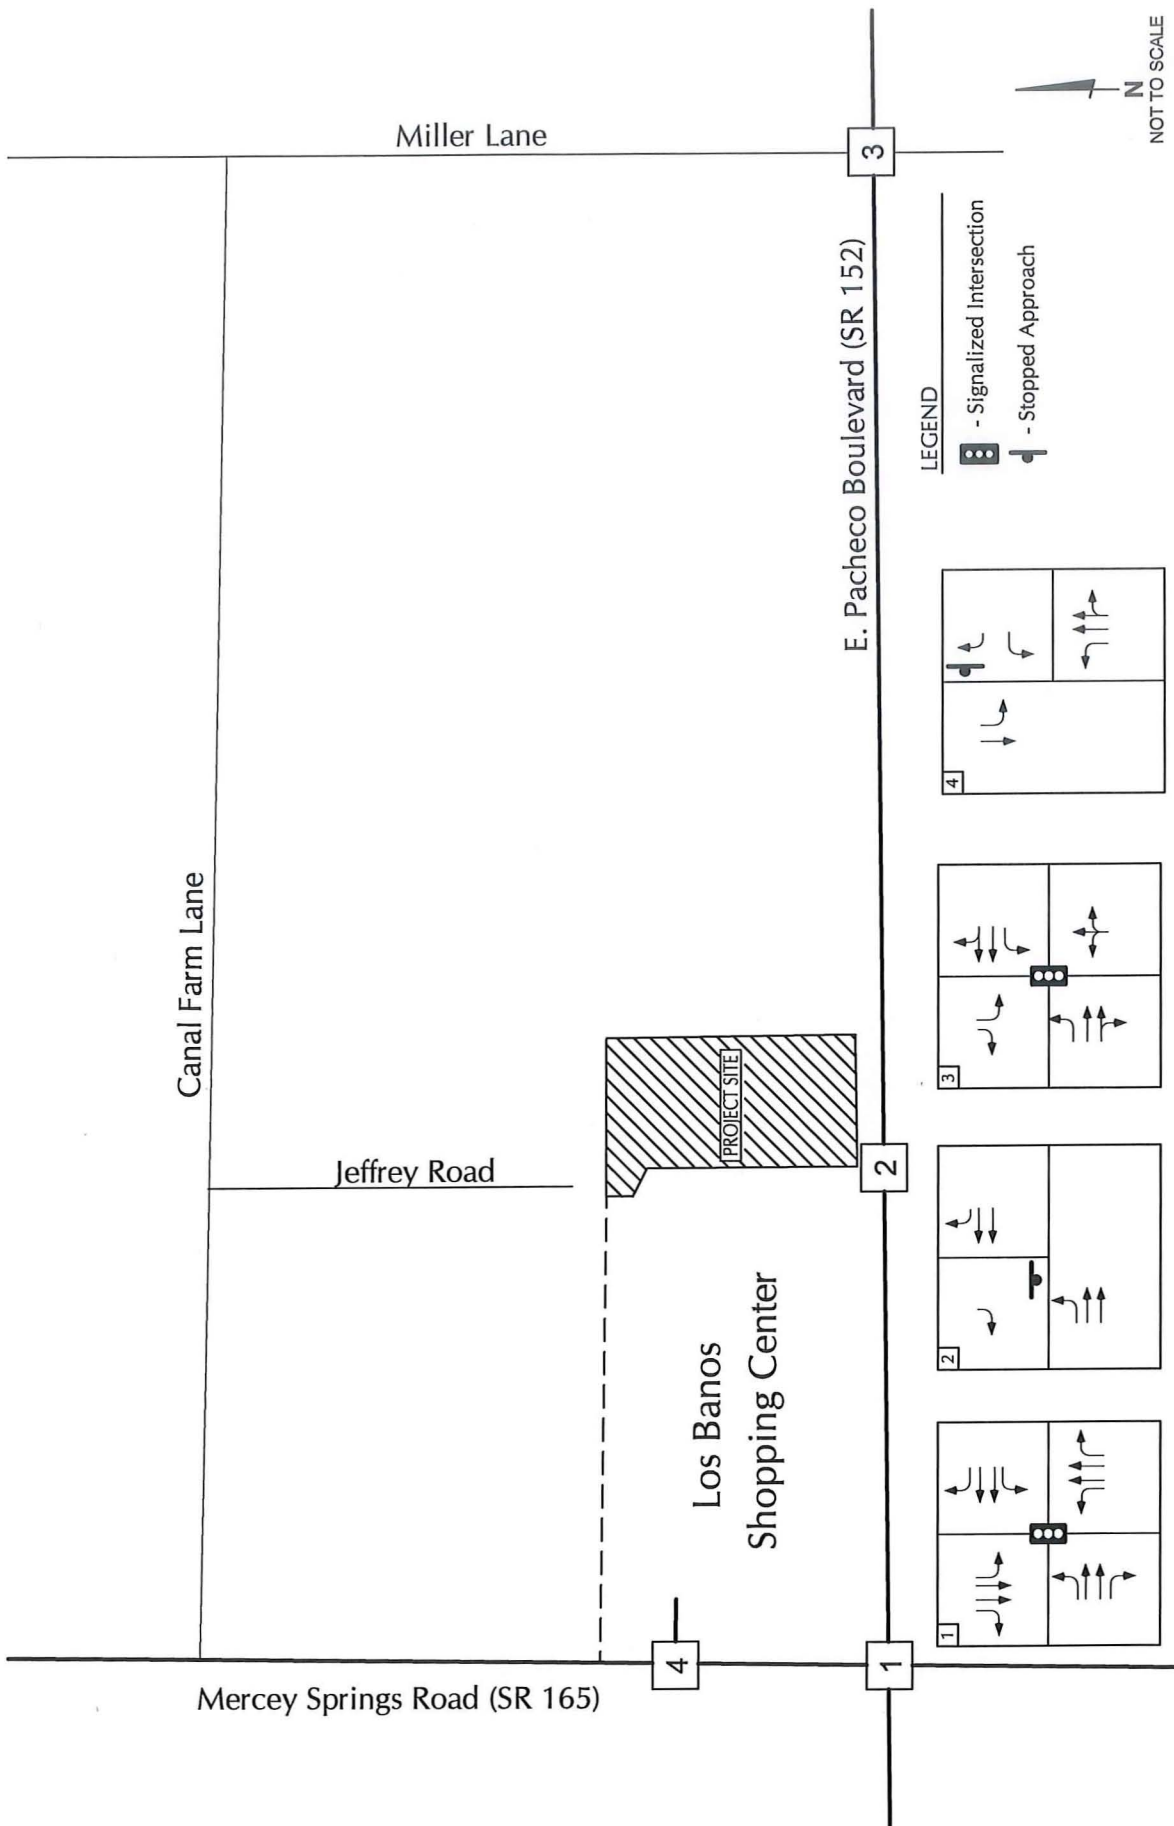 Miller Lane
Canal Farm Lane
Jeffrey Road
Mercey Springs Road (SR 165)
E. Pacheco Boulevard (SR 152)
PROJECT SITE
Los Banos
Shopping Center
4
1
2
3
LEGEND
- Signalized Intersection
- Stopped Approach
N
NOT TO SCALE
1
2
3
4